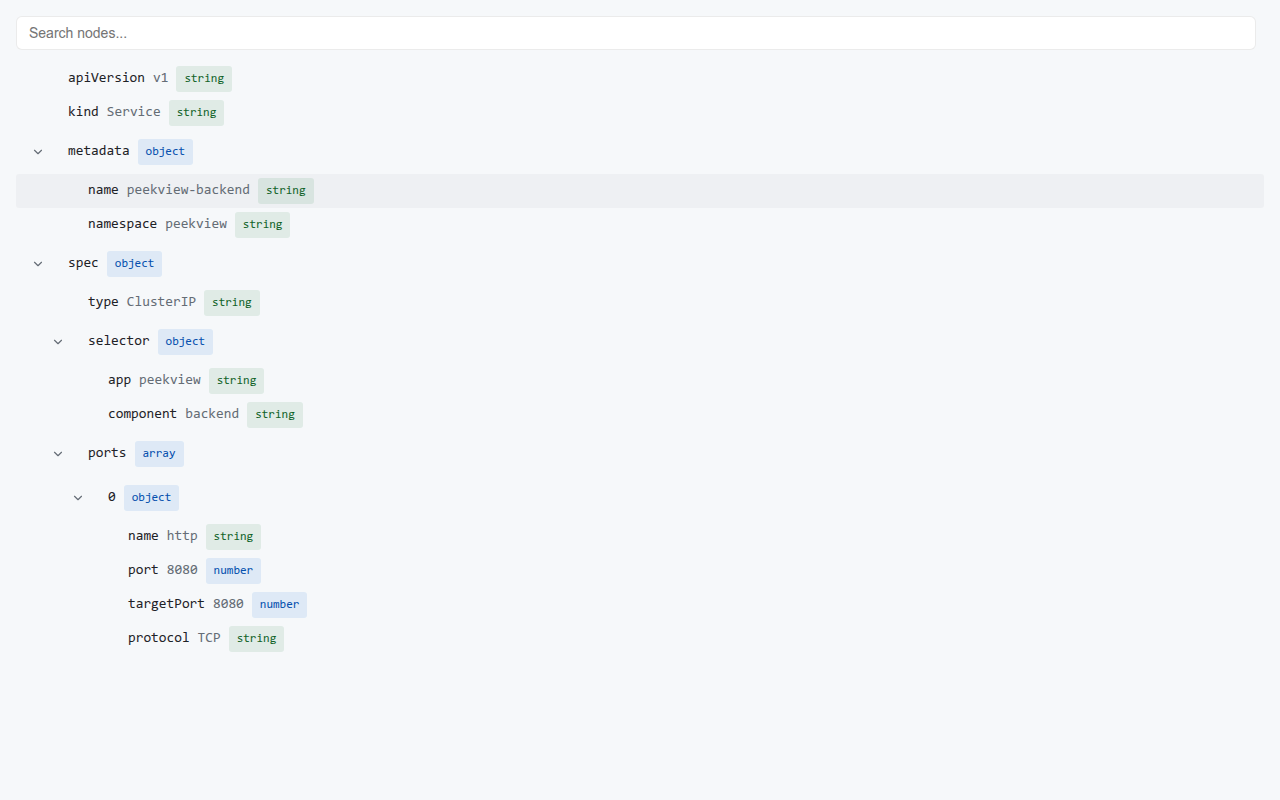 Search nodes...
apiVersion v1 string
kind Service string
metadata object
name peekview-backend string
namespace peekview string
spec object
type ClusterIP string
selector object
app peekview string
component backend string
ports array
0 object
name http string
port 8080 number
targetPort 8080 number
protocol TCP string